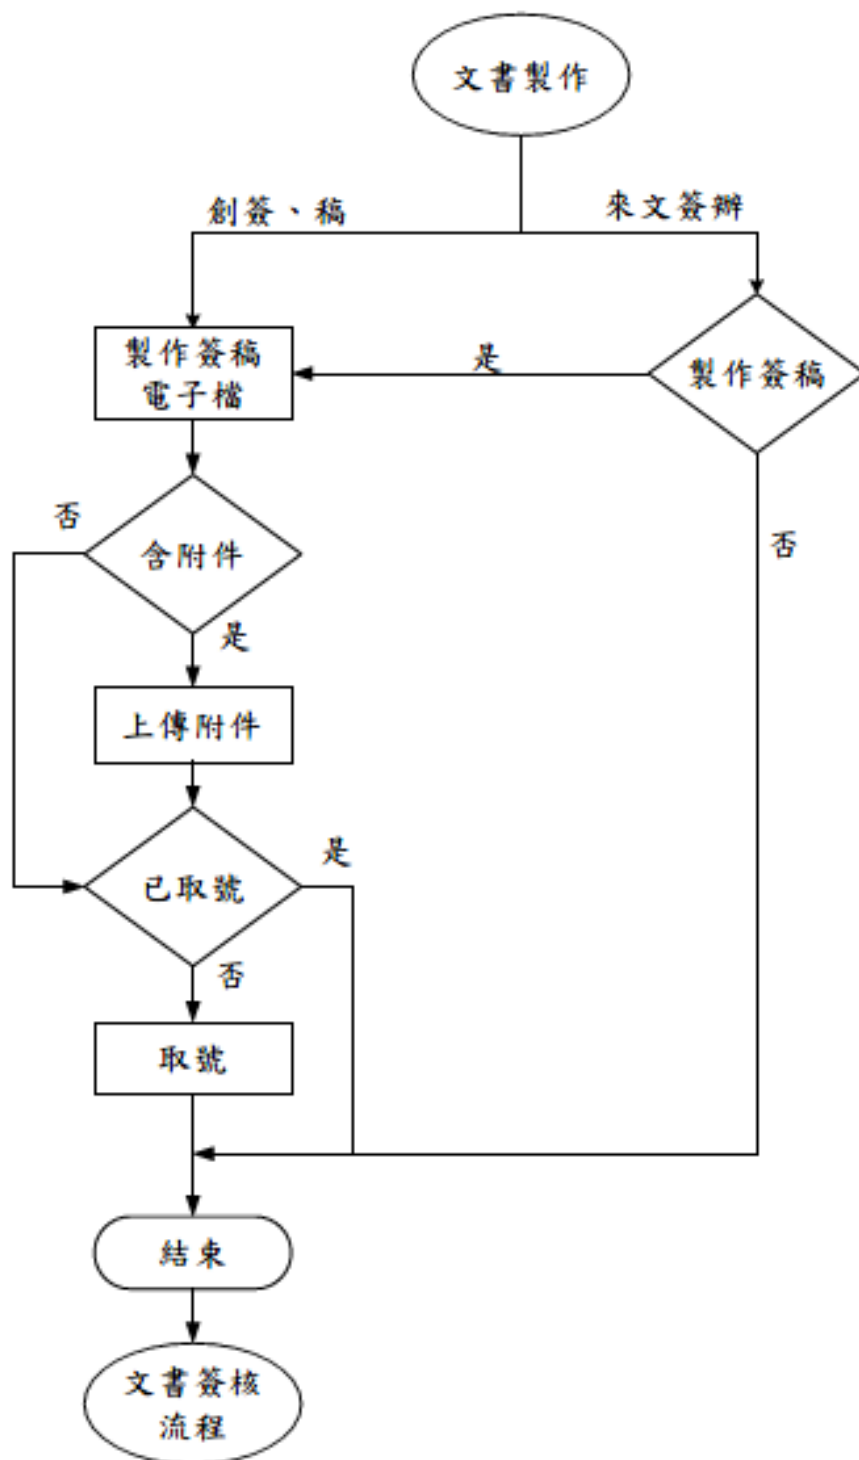 文書製作
創簽、稿
來文簽辦
製作簽稿
電子檔
是
製作簽稿
否
含附件
否
是
上傳附件
已取號
是
否
取號
結束
文書簽核
流程